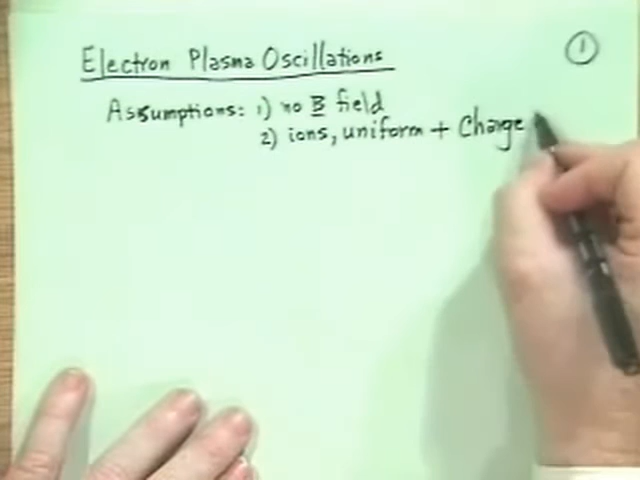 ①
Electron Plasma Oscillations
Assumptions: 1) no B field
2) ions, uniform + Charge